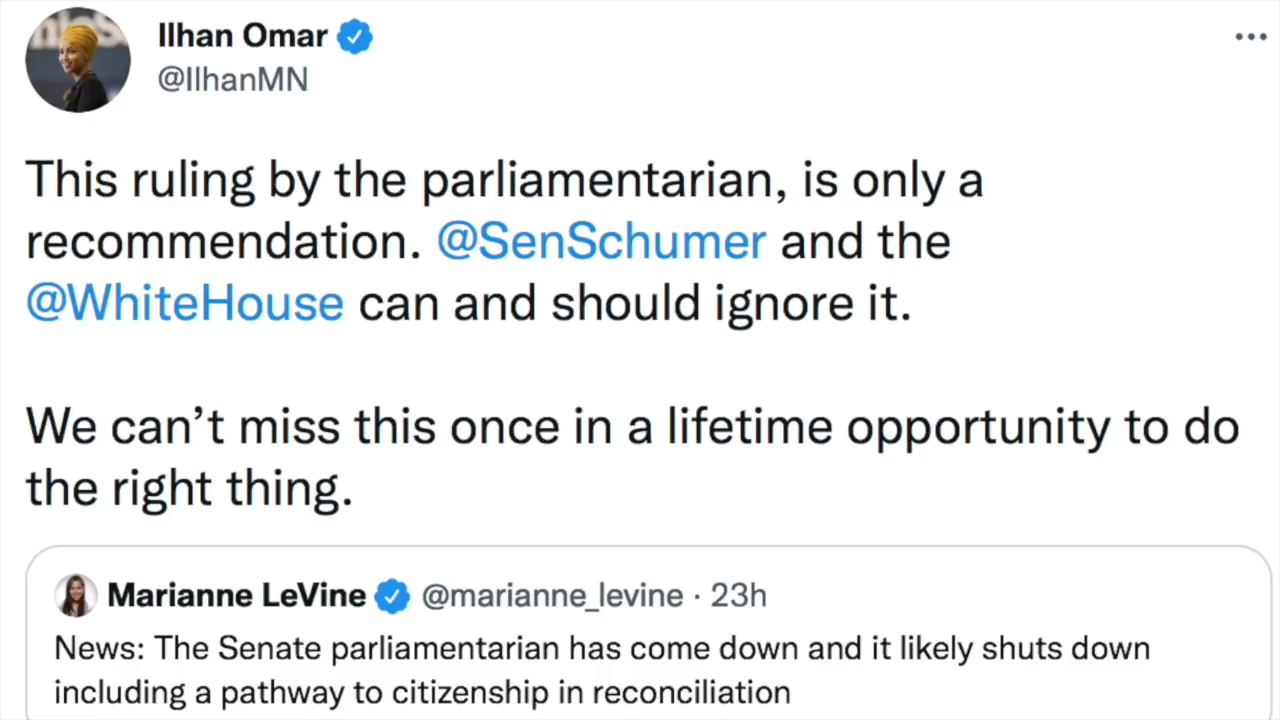 Ilhan Omar
@IlhanMN
This ruling by the parliamentarian, is only a
recommendation. @SenSchumer and the
@WhiteHouse can and should ignore it.
We can’t miss this once in a lifetime opportunity to do
the right thing.
Marianne LeVine @marianne_levine · 23h
News: The Senate parliamentarian has come down and it likely shuts down
including a pathway to citizenship in reconciliation